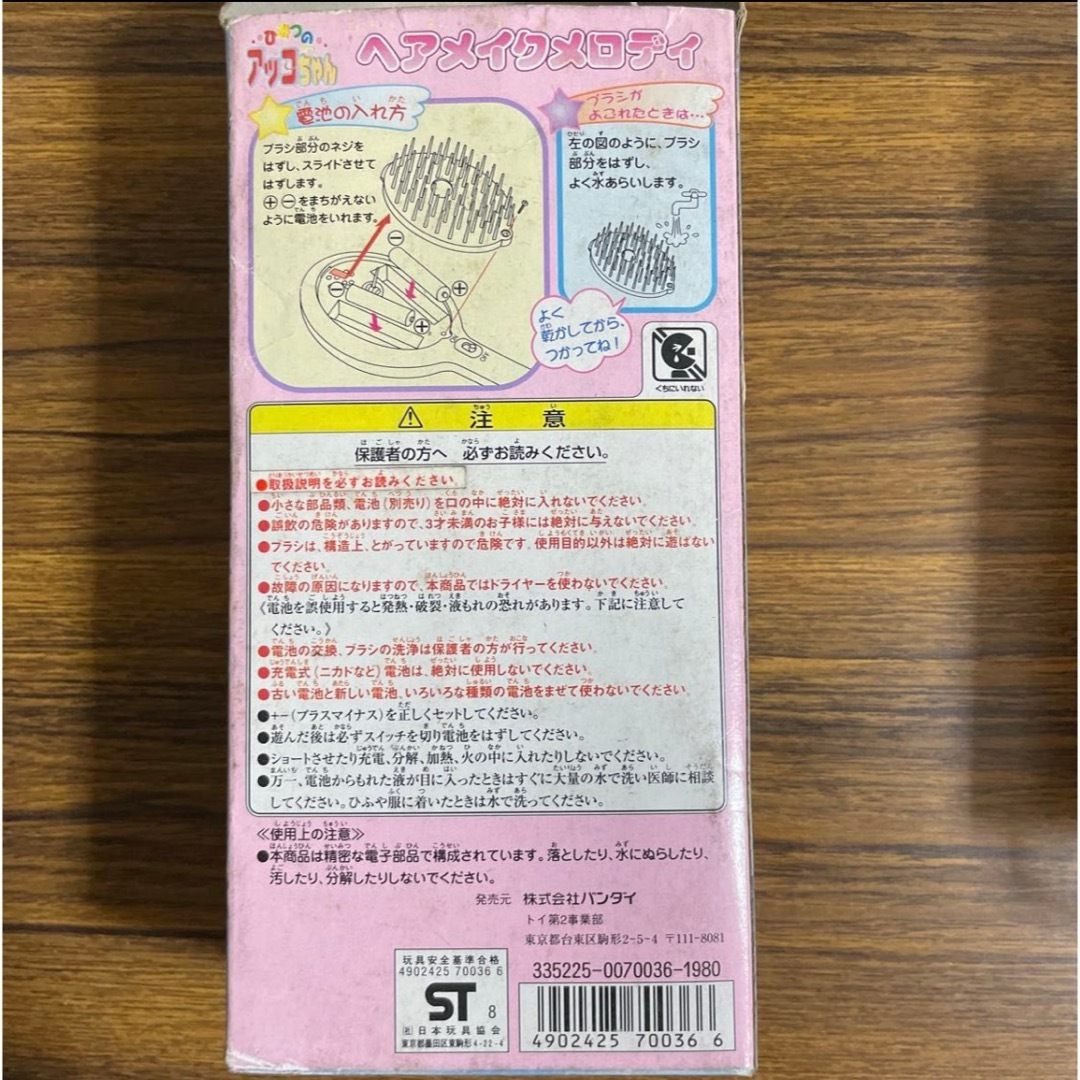 ひみつの
アッコちゃん
ヘアメイクメロディ
電池の入れ方
ブラシ部分のネジを
はずし、スライドさせて
はずします。
⊕⊖をまちがえない
ように電池をいれます。
⊖
⊕
⊖
⊕
ブラシが
よごれたときは…
左の図のように、ブラシ
部分をはずし、
よく水あらいします。
よく
乾かしてから、
つかってね!
くちにいれない
⚠ 注意
保護者の方へ 必ずお読みください。
●取扱説明を必ずお読みください。
●小さな部品類、電池(別売り)を口の中に絶対に入れないでください。
●誤飲の危険がありますので、3才未満のお子様には絶対に与えないでください。
●ブラシは、構造上、とがっていますので危険です。使用目的以外は絶対に遊ばない
でください。
●故障の原因になりますので、本商品ではドライヤーを使わないでください。
《電池を誤使用すると発熱・破裂・液もれの恐れがあります。下記に注意して
ください。》
●電池の交換、ブラシの洗浄は保護者の方が行ってください。
●充電式(ニカドなど)電池は、絶対に使用しないでください。
●古い電池と新しい電池、いろいろな種類の電池をまぜて使わないでください。
●+−(プラスマイナス)を正しくセットしてください。
●遊んだ後は必ずスイッチを切り電池をはずしてください。
●ショートさせたり充電、分解、加熱、火の中に入れたりしないでください。
●万一、電池からもれた液が目に入ったときはすぐに大量の水で洗い医師に相談
してください。ひふや服に着いたときは水で洗ってください。
≪使用上の注意≫
●本商品は精密な電子部品で構成されています。落としたり、水にぬらしたり、
汚したり、分解したりしないでください。
発売元 株式会社バンダイ
トイ第2事業部
東京都台東区駒形2-5-4 〒111-8081
玩具安全基準合格
4902425 70036 6
ST 8
(社)日本玩具協会
東京都墨田区東駒形4-22-4
335225-0070036-1980
4902425 70036 6